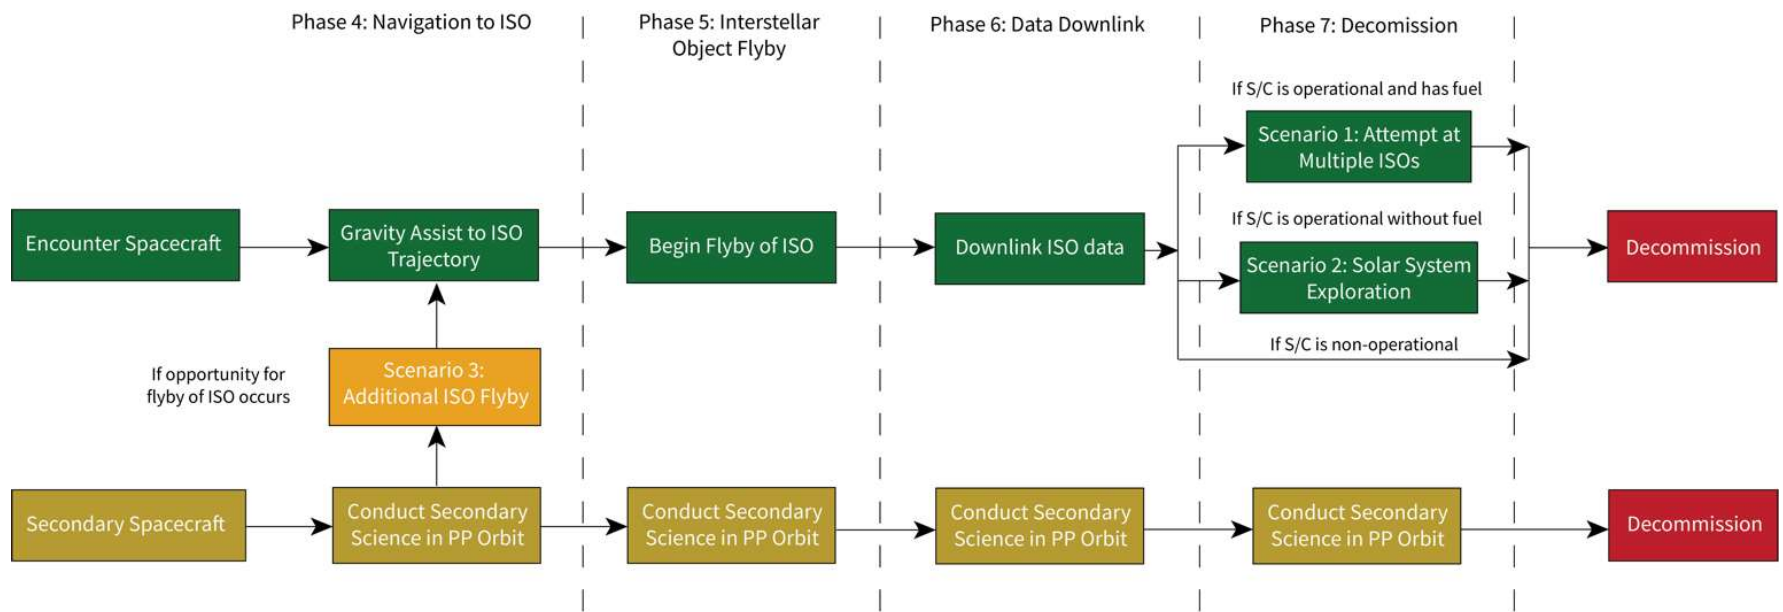 Phase 4: Navigation to ISO
Phase 5: Interstellar
Object Flyby
Phase 6: Data Downlink
Phase 7: Decomission
If S/C is operational and has fuel
Scenario 1: Attempt at
Multiple ISOs
Encounter Spacecraft
Gravity Assist to ISO
Trajectory
Begin Flyby of ISO
Downlink ISO data
If S/C is operational without fuel
Scenario 2: Solar System
Exploration
Decommission
If S/C is non-operational
If opportunity for
flyby of ISO occurs
Scenario 3:
Additional ISO Flyby
Secondary Spacecraft
Conduct Secondary
Science in PP Orbit
Conduct Secondary
Science in PP Orbit
Conduct Secondary
Science in PP Orbit
Conduct Secondary
Science in PP Orbit
Decommission